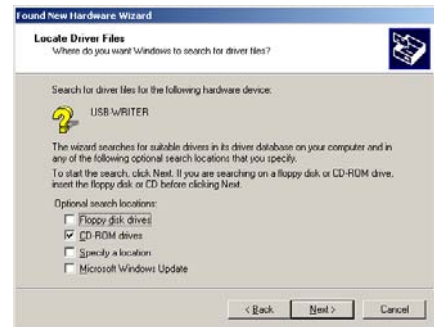 Found New Hardware Wizard
Locate Driver Files
Where do you want Windows to search for driver files?
Search for driver files for the following hardware device:
USB-WRITER
The wizard searches for suitable drivers in its driver database on your computer and in
any of the following optional search locations that you specify.
To start the search, click Next. If you are searching on a floppy disk or CD-ROM drive,
insert the floppy disk or CD before clicking Next.
Optional search locations:
Floppy disk drives
CD-ROM drives
Specify a location
Microsoft Windows Update
< Back
Next >
Cancel